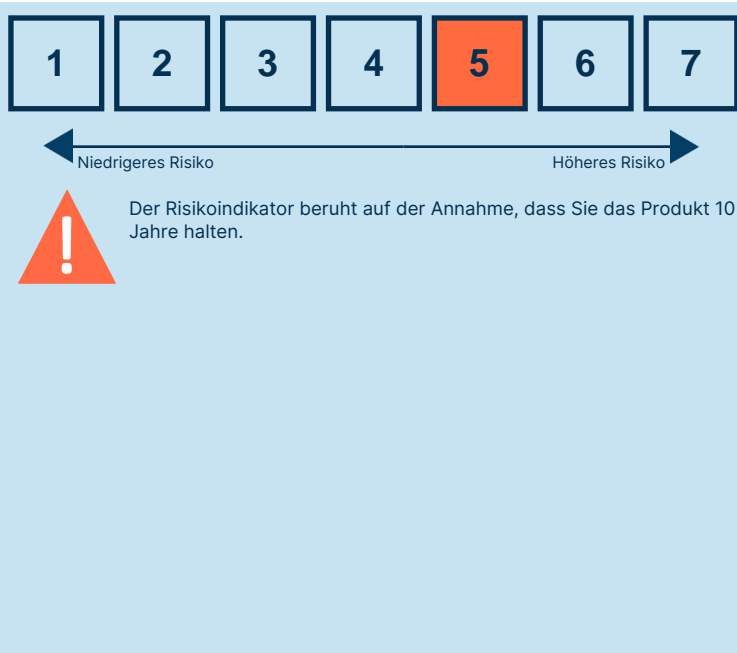 1 2 3 4 5 6 7
Niedrigeres Risiko Höheres Risiko
Der Risikoindikator beruht auf der Annahme, dass Sie das Produkt 10
Jahre halten.